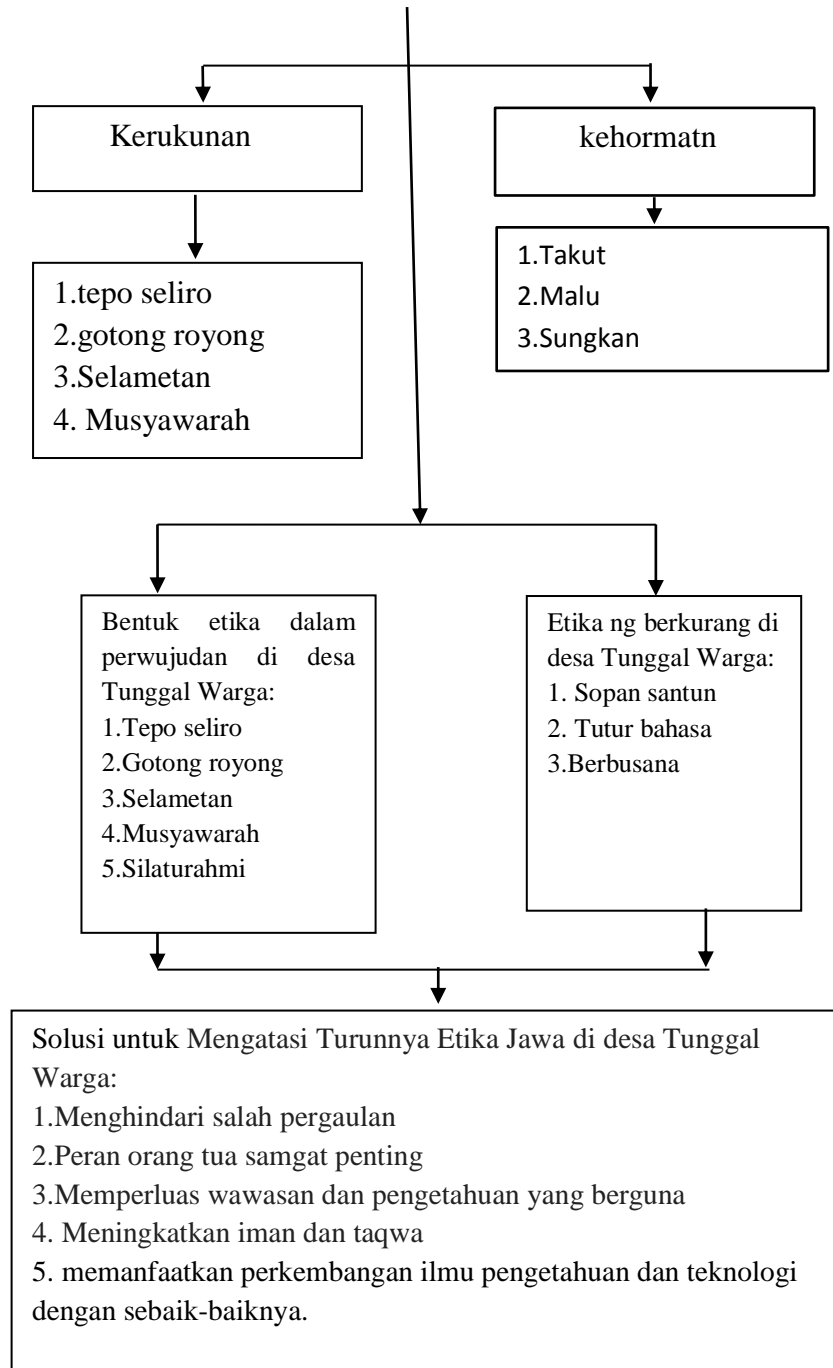 Kerukunan
kehormatn
1.tepo seliro
2.gotong royong
3.Selametan
4. Musyawarah
1.Takut
2.Malu
3.Sungkan
Bentuk etika dalam
perwujudan di desa
Tunggal Warga:
1.Tepo seliro
2.Gotong royong
3.Selametan
4.Musyawarah
5.Silaturahmi
Etika ng berkurang di
desa Tunggal Warga:
1. Sopan santun
2. Tutur bahasa
3.Berbusana
Solusi untuk Mengatasi Turunnya Etika Jawa di desa Tunggal
Warga:
1.Menghindari salah pergaulan
2.Peran orang tua samgat penting
3.Memperluas wawasan dan pengetahuan yang berguna
4. Meningkatkan iman dan taqwa
5. memanfaatkan perkembangan ilmu pengetahuan dan teknologi
dengan sebaik-baiknya.